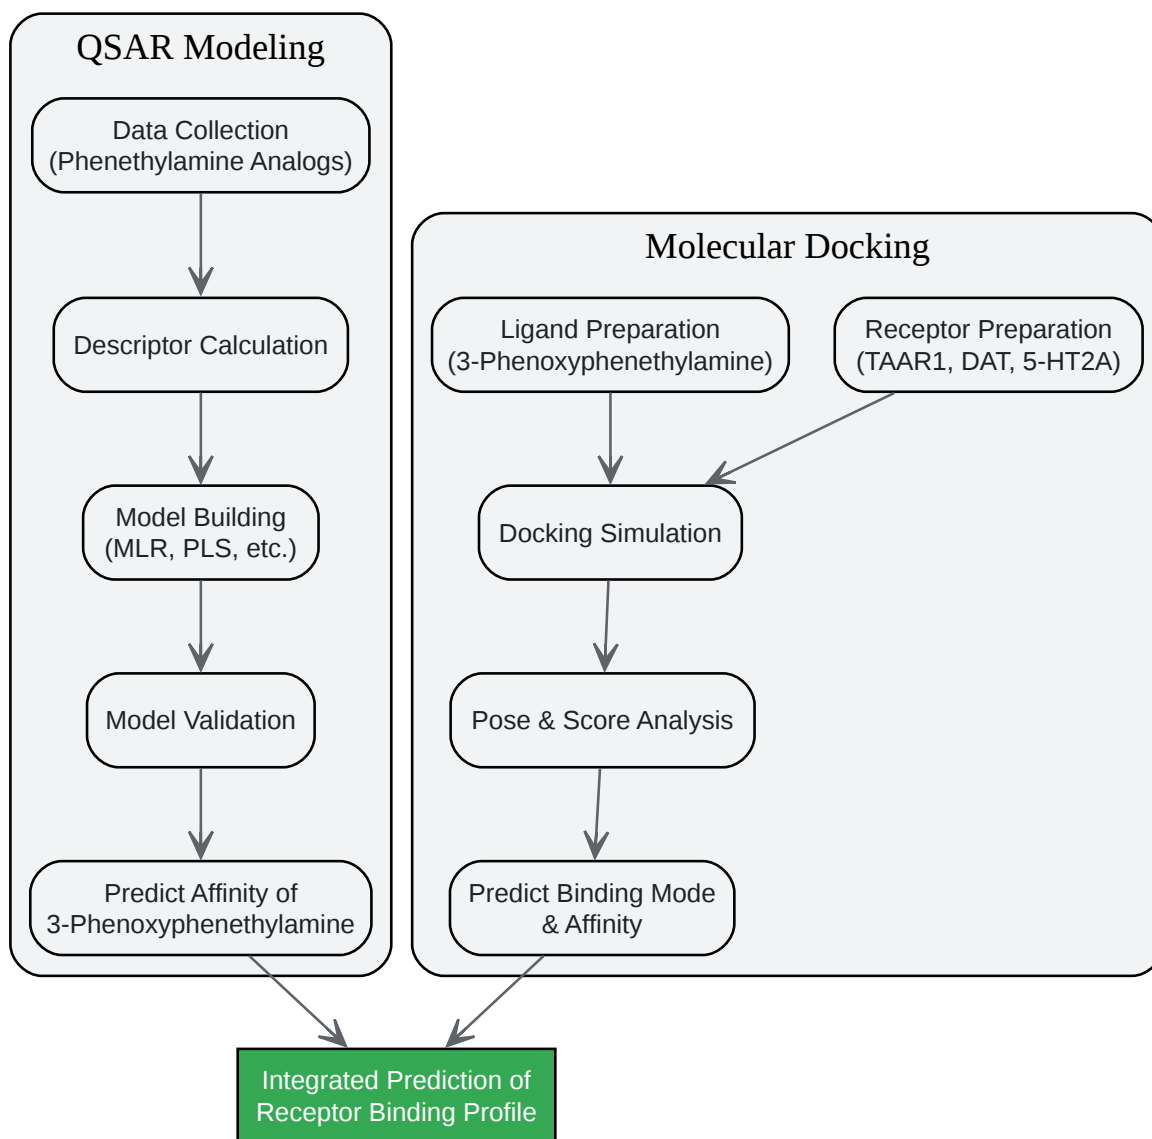 QSAR Modeling
Data Collection
(Phenethylamine Analogs)
Descriptor Calculation
Model Building
(MLR, PLS, etc.)
Model Validation
Predict Affinity of
3-Phenoxyphenethylamine
Molecular Docking
Ligand Preparation
(3-Phenoxyphenethylamine)
Receptor Preparation
(TAAR1, DAT, 5-HT2A)
Docking Simulation
Pose & Score Analysis
Predict Binding Mode
& Affinity
Integrated Prediction of
Receptor Binding Profile